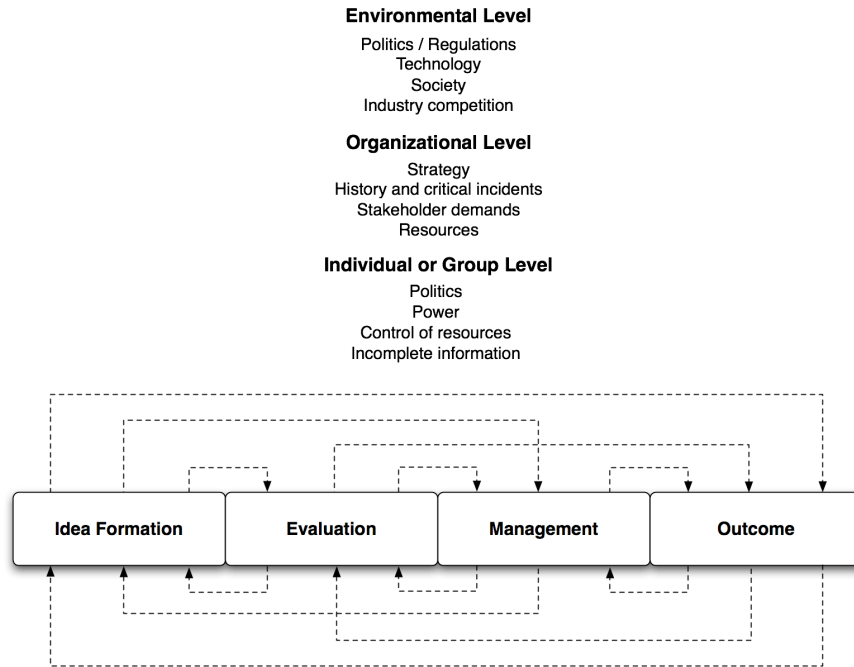 Environmental Level
Politics / Regulations
Technology
Society
Industry competition
Organizational Level
Strategy
History and critical incidents
Stakeholder demands
Resources
Individual or Group Level
Politics
Power
Control of resources
Incomplete information
Idea Formation
Evaluation
Management
Outcome